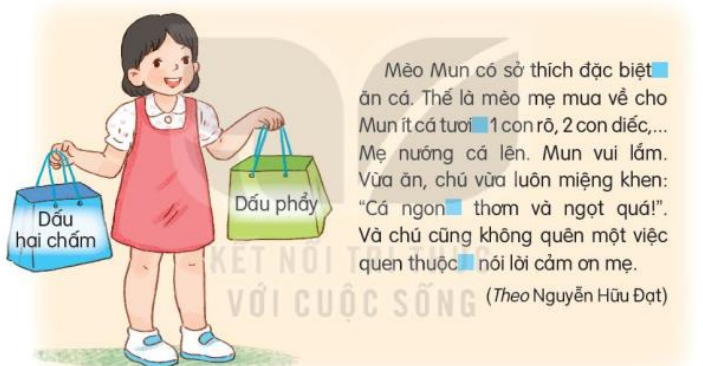 Dấu
hai chấm
Dấu phẩy
Mèo Mun có sở thích đặc biệt
ăn cá. Thế là mèo mẹ mua về cho
Mun ít cá tươi 1 con rô, 2 con diếc,...
Mẹ nướng cá lên. Mun vui lắm.
Vừa ăn, chú vừa luôn miệng khen:
“Cá ngon thơm và ngọt quá!”.
Và chú cũng không quên một việc
quen thuộc nói lời cảm ơn mẹ.
(Theo Nguyễn Hữu Đạt)
KẾT NỐI TRI THỨC
VỚI CUỘC SỐNG